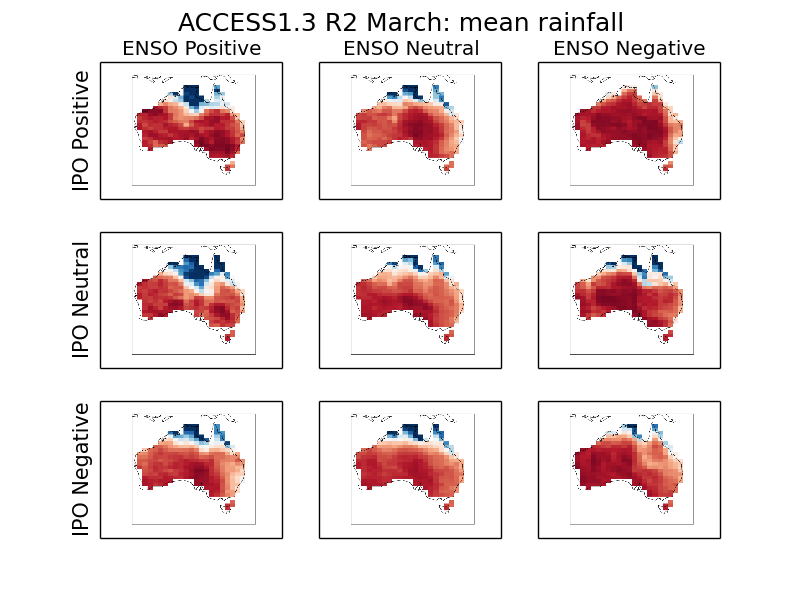 ACCESS1.3 R2 March: mean rainfall
ENSO Positive
ENSO Neutral
ENSO Negative
IPO Positive
IPO Neutral
IPO Negative